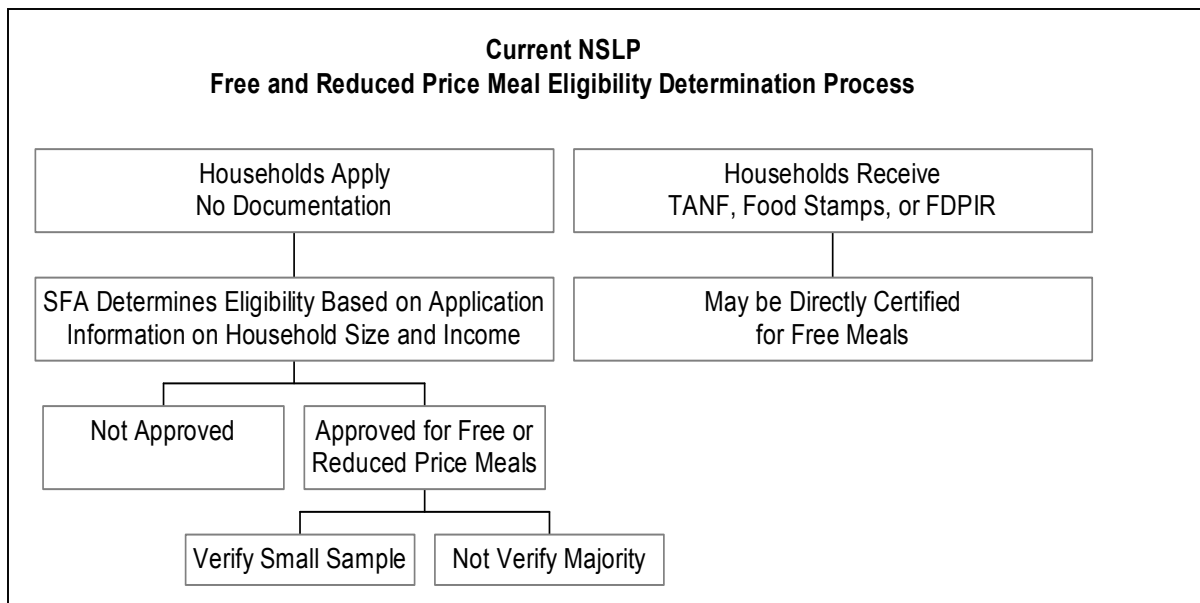 Current NSLP
Free and Reduced Price Meal Eligibility Determination Process
Households Apply
No Documentation
Households Receive
TANF, Food Stamps, or FDPIR
SFA Determines Eligibility Based on Application
Information on Household Size and Income
May be Directly Certified
for Free Meals
Not Approved
Approved for Free or
Reduced Price Meals
Verify Small Sample
Not Verify Majority